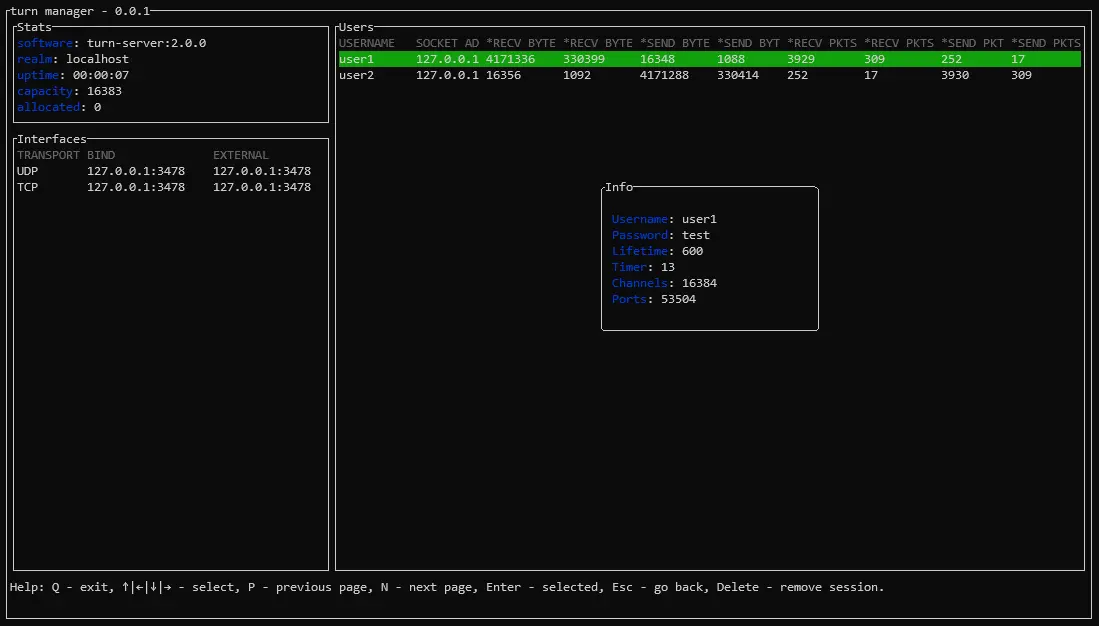 turn manager - 0.0.1
Stats
software: turn-server:2.0.0
realm: localhost
uptime: 00:00:07
capacity: 16383
allocated: 0
Interfaces
TRANSPORT BIND EXTERNAL
UDP 127.0.0.1:3478 127.0.0.1:3478
TCP 127.0.0.1:3478 127.0.0.1:3478
Users
USERNAME SOCKET AD *RECV BYTE *RECV BYTE *SEND BYTE *SEND BYT *RECV PKTS *RECV PKTS *SEND PKT *SEND PKTS
user1 127.0.0.1 4171336 330399 16348 1088 3929 309 252 17
user2 127.0.0.1 16356 1092 4171288 330414 252 17 3930 309
Info
Username: user1
Password: test
Lifetime: 600
Timer: 13
Channels: 16384
Ports: 53504
Help: Q - exit, ↑|←|↓|→ - select, P - previous page, N - next page, Enter - selected, Esc - go back, Delete - remove session.